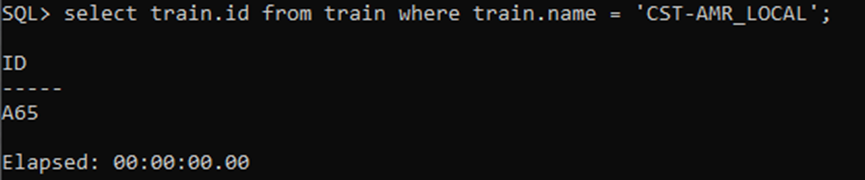 SQL> select train.id from train where train.name = 'CST-AMR_LOCAL';
ID
-----
A65
Elapsed: 00:00:00.00